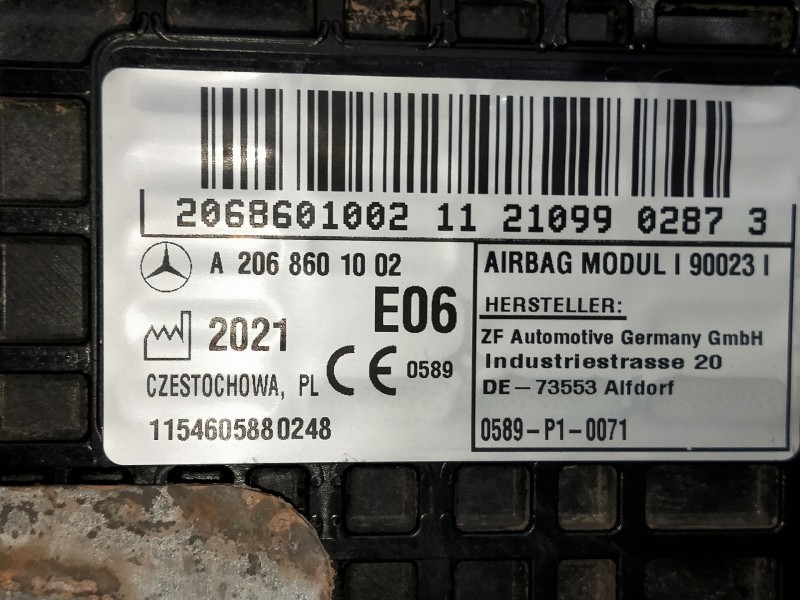 2068601002 11 21099 0287 3
A 206 860 10 02
E06
2021
CZESTOCHOWA, PL
CE 0589
1154605880248
AIRBAG MODUL I 90023 I
HERSTELLER:
ZF Automotive Germany GmbH
Industriestrasse 20
DE-73553 Alfdorf
0589-P1-0071